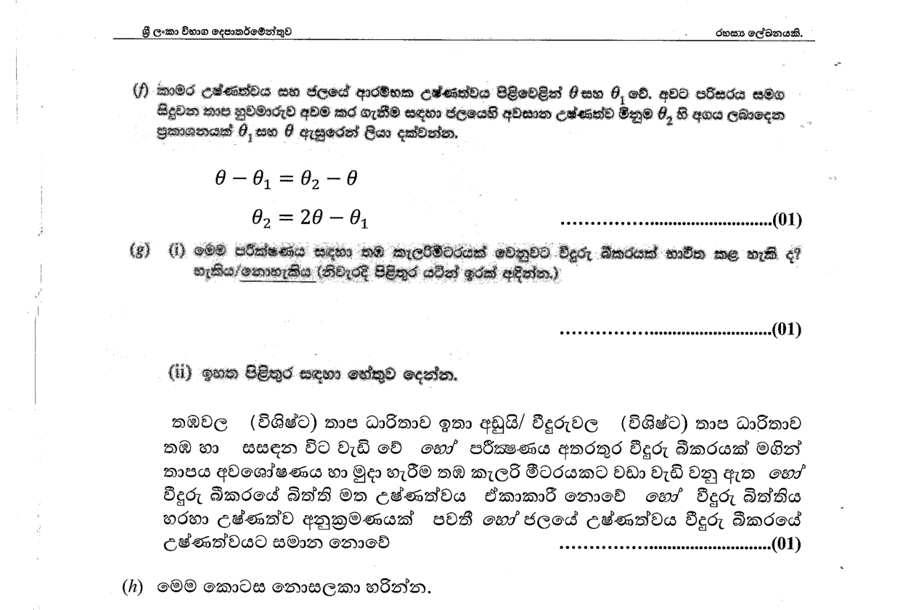 ශ්‍රී ලංකා විභාග දෙපාර්තමේන්තුව රහස්‍ය ලේඛනයකි.
(f) කාමර උෂ්ණත්වය සහ ජලයේ ආරම්භක උෂ්ණත්වය පිළිවෙළින් θ සහ θ₁ වේ. අවට පරිසරය සමග
සිදුවන තාප හුවමාරුව අවම කර ගැනීම සඳහා ජලයෙහි අවසාන උෂ්ණත්ව මිනුම θ₂ හි අගය ලබාදෙන
ප්‍රකාශනයක් θ₁ සහ θ ඇසුරෙන් ලියා දක්වන්න.
θ − θ₁ = θ₂ − θ
θ₂ = 2θ − θ₁ ........................................(01)
(g) (i) මෙම පරීක්ෂණය සඳහා තඹ කැලරිමීටරයක් වෙනුවට වීදුරු බීකරයක් භාවිත කළ හැකි ද?
හැකිය/නොහැකිය (නිවැරදි පිළිතුර යටින් ඉරක් අඳින්න.)
........................................(01)
(ii) ඉහත පිළිතුර සඳහා හේතුව දෙන්න.
තඹවල (විශිෂ්ට) තාප ධාරිතාව ඉතා අඩුයි/ වීදුරුවල (විශිෂ්ට) තාප ධාරිතාව
තඹ හා සසඳන විට වැඩි වේ හෝ පරීක්‍ෂණය අතරතුර වීදුරු බීකරයක් මගින්
තාපය අවශෝෂණය හා මුදා හැරීම තඹ කැලරි මීටරයකට වඩා වැඩි වනු ඇත හෝ
වීදුරු බීකරයේ බිත්ති මත උෂ්ණත්වය ඒකාකාරී නොවේ හෝ වීදුරු බිත්තිය
හරහා උෂ්ණත්ව අනුක්‍රමණයක් පවතී හෝ ජලයේ උෂ්ණත්වය වීදුරු බීකරයේ
උෂ්ණත්වයට සමාන නොවේ ........................................(01)
(h) මෙම කොටස නොසලකා හරින්න.